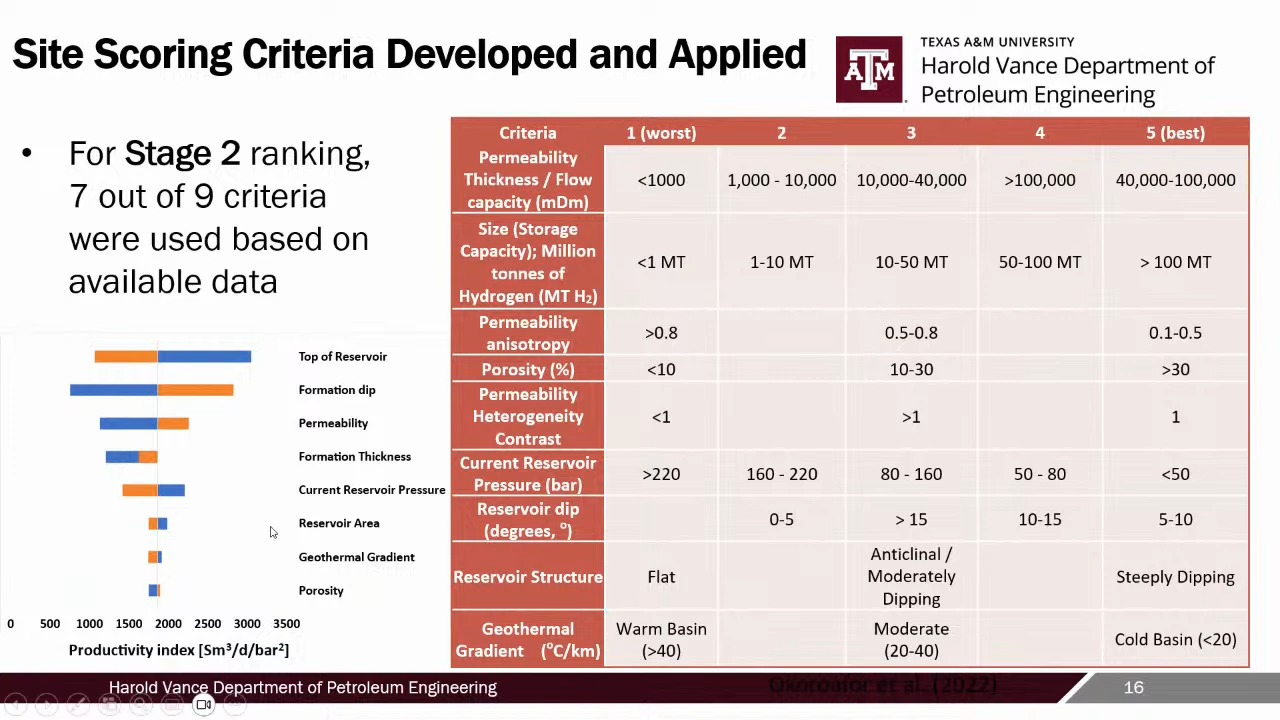 Site Scoring Criteria Developed and Applied
TEXAS A&M UNIVERSITY
Harold Vance Department of
Petroleum Engineering
ĀTM
• For Stage 2 ranking,
7 out of 9 criteria
were used based on
available data
Top of Reservoir
Formation dip
Permeability
Formation Thickness
Current Reservoir Pressure
Reservoir Area
Geothermal Gradient
Porosity
0 500 1000 1500 2000 2500 3000 3500
Productivity index [Sm³/d/bar²]
Criteria 1 (worst) 2 3 4 5 (best)
Permeability
Thickness / Flow
capacity (mDm)
<1000 1,000 - 10,000 10,000-40,000 >100,000 40,000-100,000
Size (Storage
Capacity); Million
tonnes of
Hydrogen (MT H₂)
<1 MT 1-10 MT 10-50 MT 50-100 MT > 100 MT
Permeability
anisotropy
>0.8 0.5-0.8 0.1-0.5
Porosity (%) <10 10-30 >30
Permeability
Heterogeneity
Contrast
<1 >1 1
Current Reservoir
Pressure (bar)
>220 160 - 220 80 - 160 50 - 80 <50
Reservoir dip
(degrees, °)
0-5 > 15 10-15 5-10
Reservoir Structure Flat
Anticlinal /
Moderately
Dipping
Steeply Dipping
Geothermal
Gradient (°C/km)
Warm Basin
(>40)
Moderate
(20-40)
Cold Basin (<20)
Harold Vance Department of Petroleum Engineering
Okoroafor et al. (2022)
16